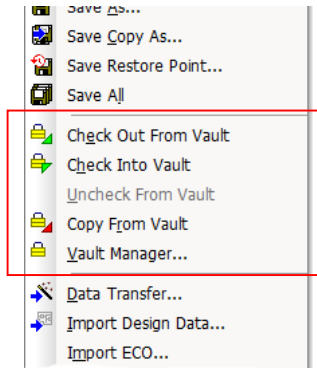 Save As...
Save Copy As...
Save Restore Point...
Save All
Check Out From Vault
Check Into Vault
Uncheck From Vault
Copy From Vault
Vault Manager...
Data Transfer...
Import Design Data...
Import ECO...